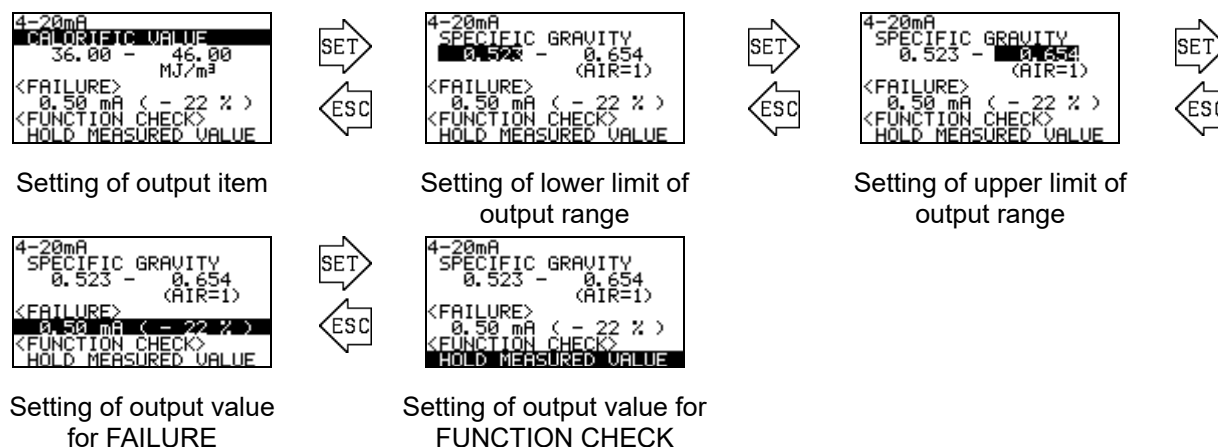 4-20mA
CALORIFIC VALUE
36.00 - 46.00
MJ/m³
<FAILURE>
0.50 mA ( - 22 % )
<FUNCTION CHECK>
HOLD MEASURED VALUE
SET
ESC
4-20mA
SPECIFIC GRAVITY
0.523 - 0.654
(AIR=1)
<FAILURE>
0.50 mA ( - 22 % )
<FUNCTION CHECK>
HOLD MEASURED VALUE
SET
ESC
4-20mA
SPECIFIC GRAVITY
0.523 - 0.654
(AIR=1)
<FAILURE>
0.50 mA ( - 22 % )
<FUNCTION CHECK>
HOLD MEASURED VALUE
SET
ESC
Setting of output item
Setting of lower limit of
output range
Setting of upper limit of
output range
4-20mA
SPECIFIC GRAVITY
0.523 - 0.654
(AIR=1)
<FAILURE>
0.50 mA ( - 22 % )
<FUNCTION CHECK>
HOLD MEASURED VALUE
SET
ESC
4-20mA
SPECIFIC GRAVITY
0.523 - 0.654
(AIR=1)
<FAILURE>
0.50 mA ( - 22 % )
<FUNCTION CHECK>
HOLD MEASURED VALUE
Setting of output value
for FAILURE
Setting of output value for
FUNCTION CHECK